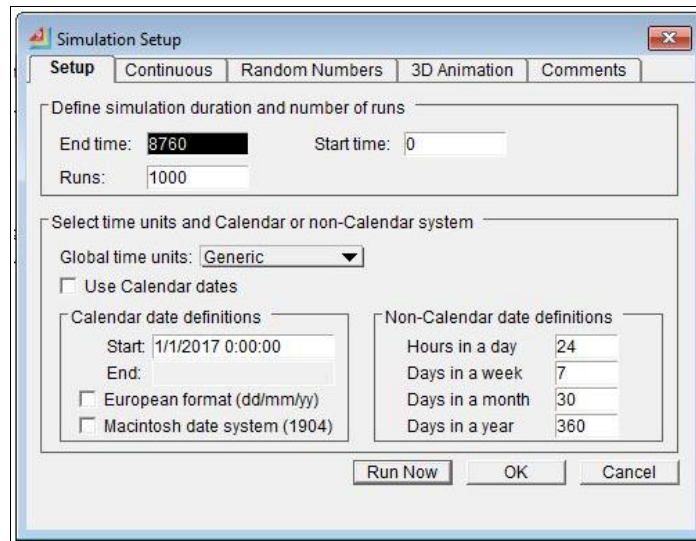 Simulation Setup
Setup Continuous Random Numbers 3D Animation Comments
Define simulation duration and number of runs
End time: 8760 Start time: 0
Runs: 1000
Select time units and Calendar or non-Calendar system
Global time units: Generic
Use Calendar dates
Calendar date definitions
Start: 1/1/2017 0:00:00
End:
European format (dd/mm/yy)
Macintosh date system (1904)
Non-Calendar date definitions
Hours in a day 24
Days in a week 7
Days in a month 30
Days in a year 360
Run Now OK Cancel